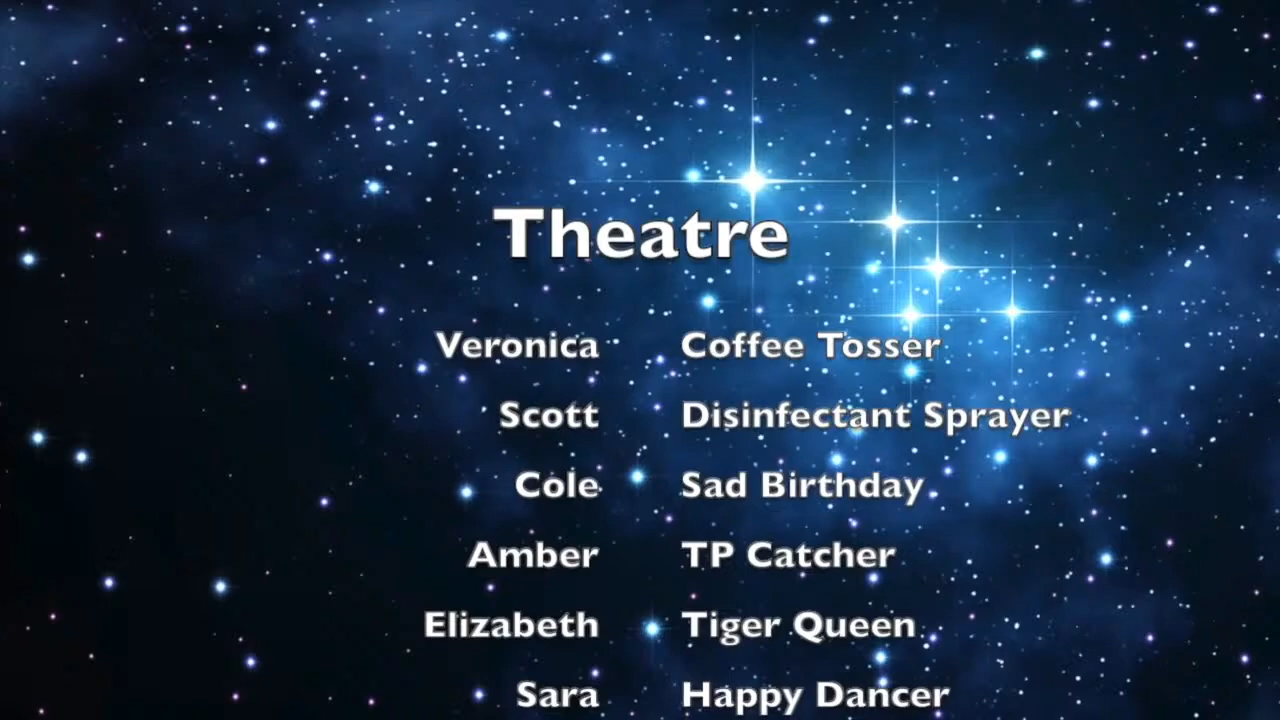 Theatre
Veronica Coffee Tosser
Scott Disinfectant Sprayer
Cole Sad Birthday
Amber TP Catcher
Elizabeth Tiger Queen
Sara Happy Dancer